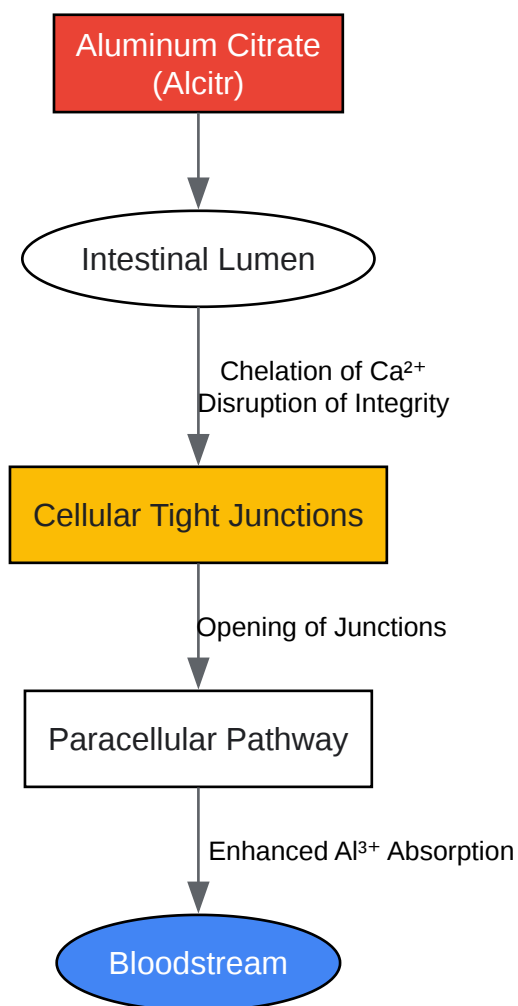 Aluminum Citrate
(Alcitr)
Intestinal Lumen
Chelation of Ca²⁺
Disruption of Integrity
Cellular Tight Junctions
Opening of Junctions
Paracellular Pathway
Enhanced Al³⁺ Absorption
Bloodstream